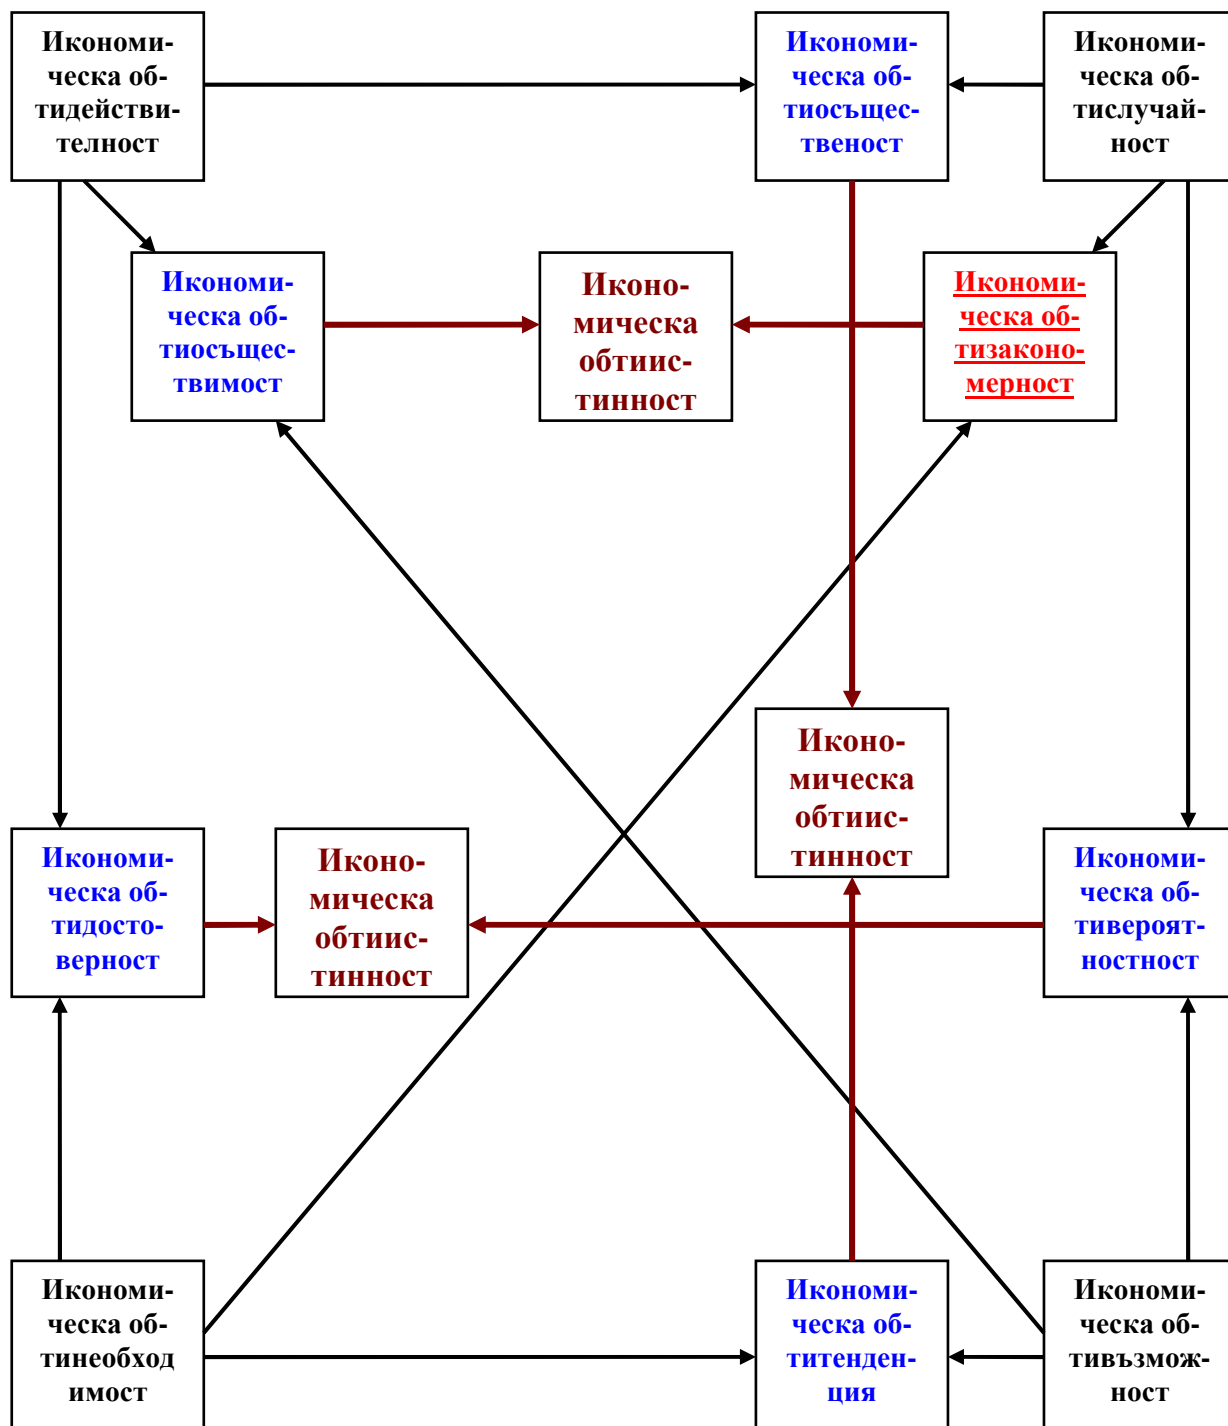 Икономи-
ческа об-
тидействи-
телност
Икономи-
ческа об-
тиосъщес-
твеност
Икономи-
ческа об-
тислучай-
ност
Икономи-
ческа об-
тиосъщес-
твимост
Иконо-
мическа
обтиис-
тинност
Икономи-
ческа об-
тизаконо-
мерност
Иконо-
мическа
обтиис-
тинност
Икономи-
ческа об-
тидосто-
верност
Иконо-
мическа
обтиис-
тинност
Икономи-
ческа об-
тивероят-
ностност
Икономи-
ческа об-
тинеобход
имост
Икономи-
ческа об-
титенден-
ция
Икономи-
ческа об-
тивъзмож-
ност